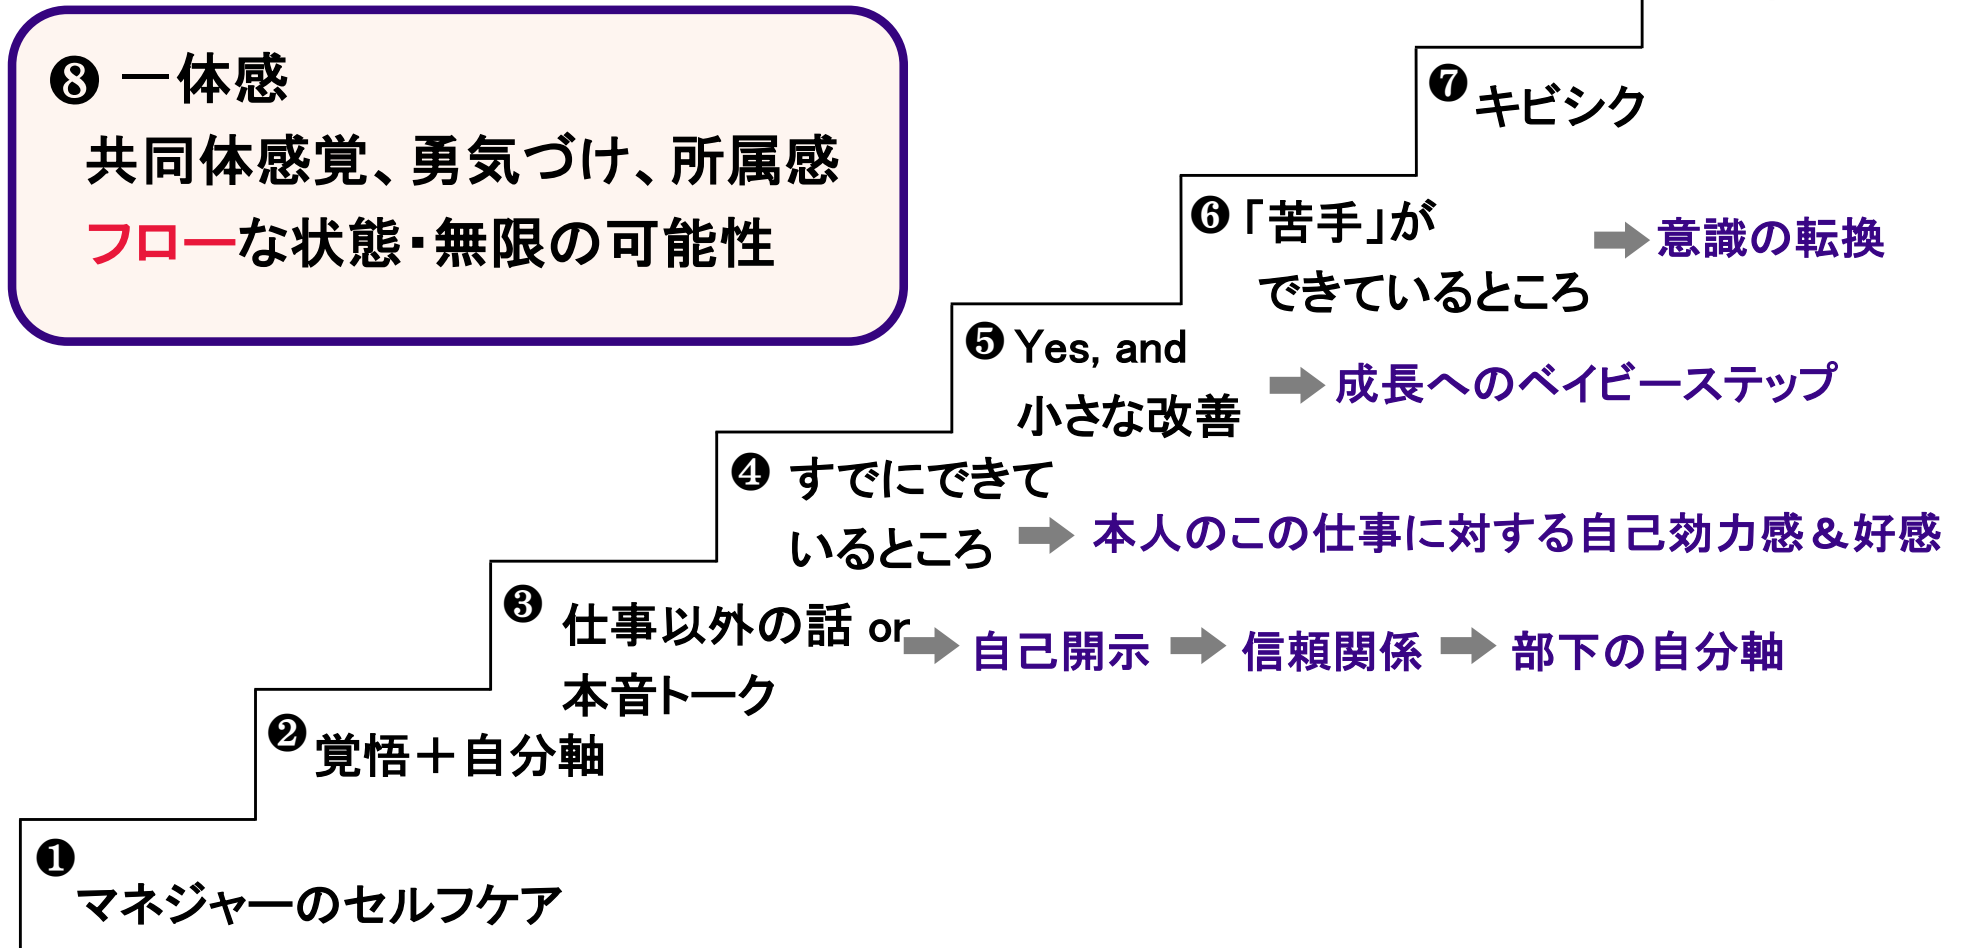 ❽ 一体感
共同体感覚、勇気づけ、所属感
フローな状態・無限の可能性
❼ キビシク
❻「苦手」が
できているところ
意識の転換
❺ Yes, and
小さな改善
成長へのベイビーステップ
❹ すでにできて
いるところ
本人のこの仕事に対する自己効力感＆好感
❸ 仕事以外の話 or
本音トーク
自己開示 信頼関係 部下の自分軸
❷ 覚悟＋自分軸
❶ マネジャーのセルフケア